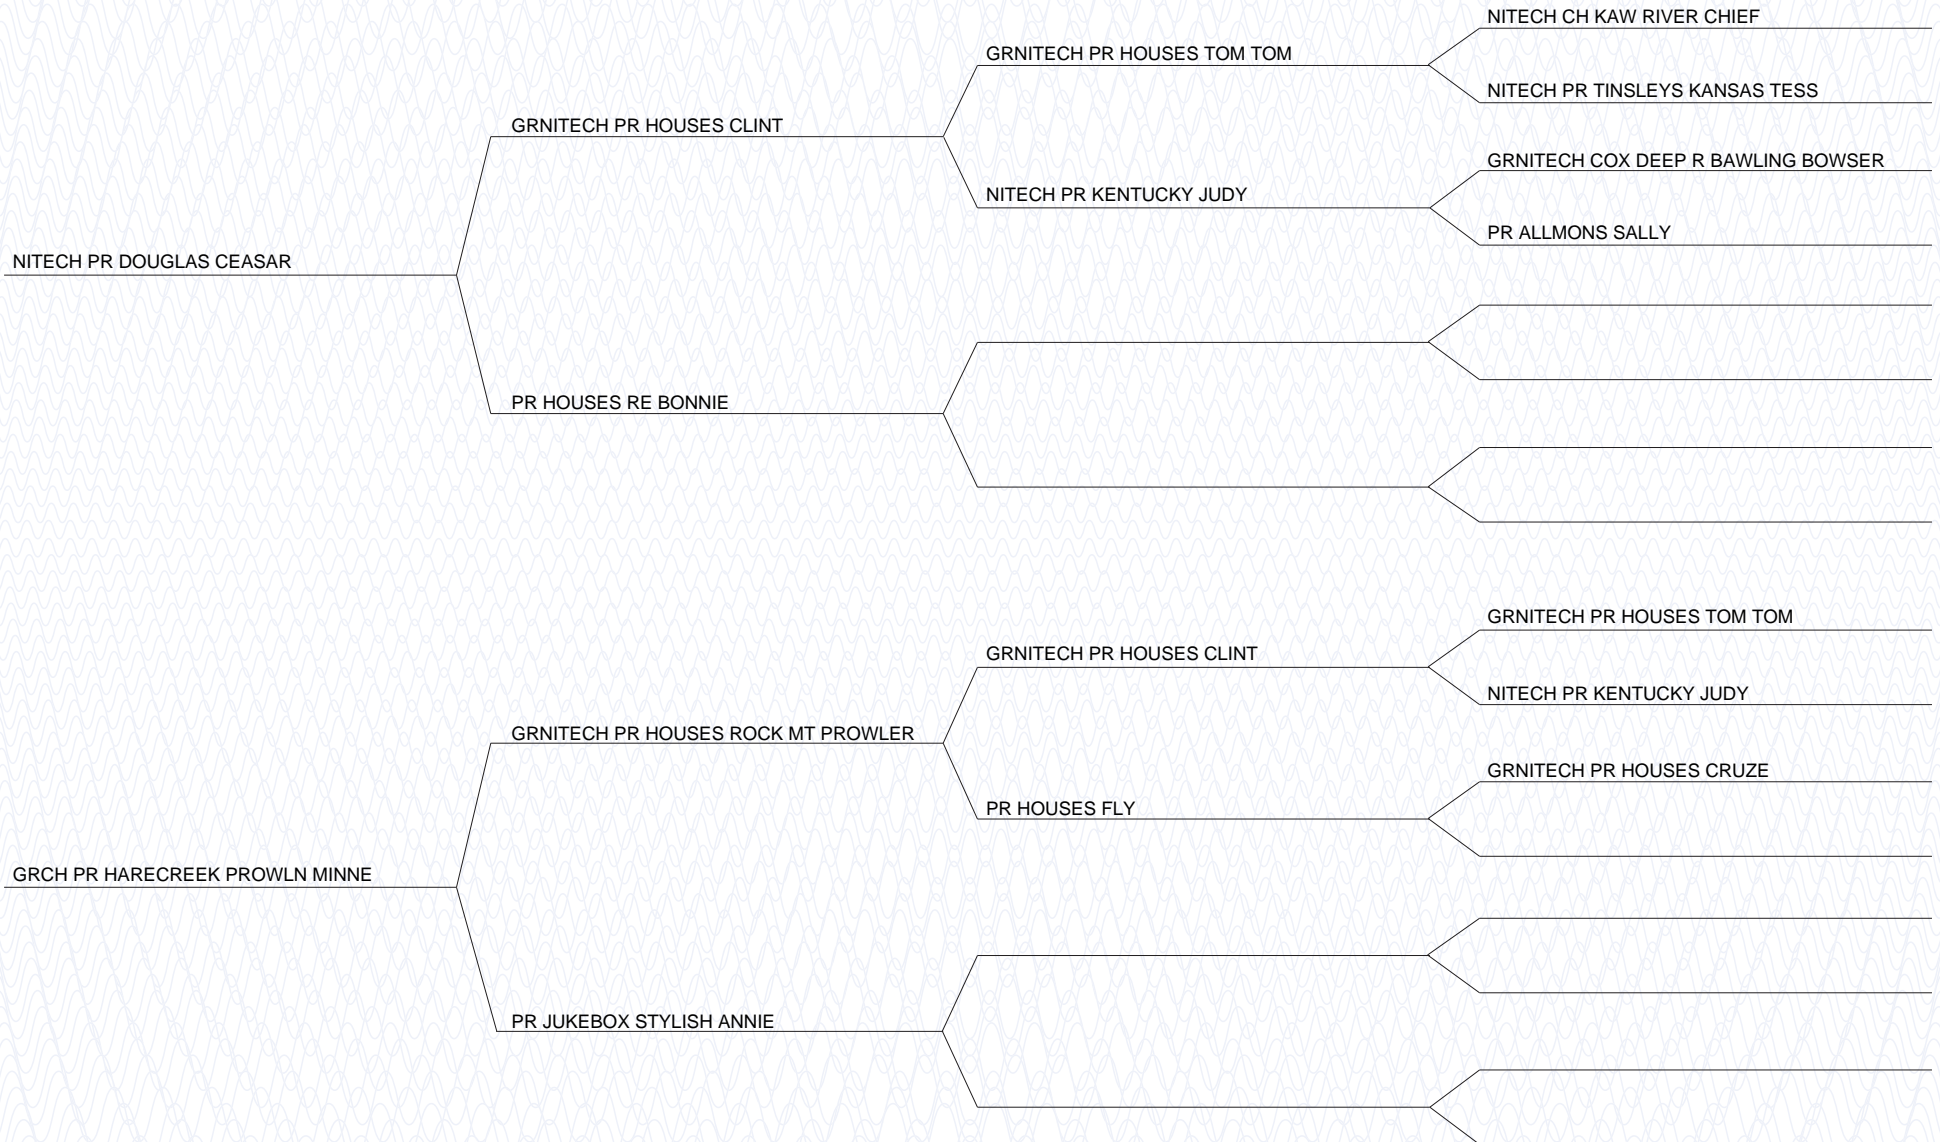 NITECH CH KAW RIVER CHIEF
GRNITECH PR HOUSES TOM TOM
NITECH PR TINSLEYS KANSAS TESS
GRNITECH PR HOUSES CLINT
GRNITECH COX DEEP R BAWLING BOWSER
NITECH PR KENTUCKY JUDY
PR ALLMONS SALLY
NITECH PR DOUGLAS CEASAR
PR HOUSES RE BONNIE
GRNITECH PR HOUSES TOM TOM
GRNITECH PR HOUSES CLINT
NITECH PR KENTUCKY JUDY
GRNITECH PR HOUSES ROCK MT PROWLER
GRNITECH PR HOUSES CRUZE
PR HOUSES FLY
GRCH PR HARECREEK PROWLN MINNE
PR JUKEBOX STYLISH ANNIE